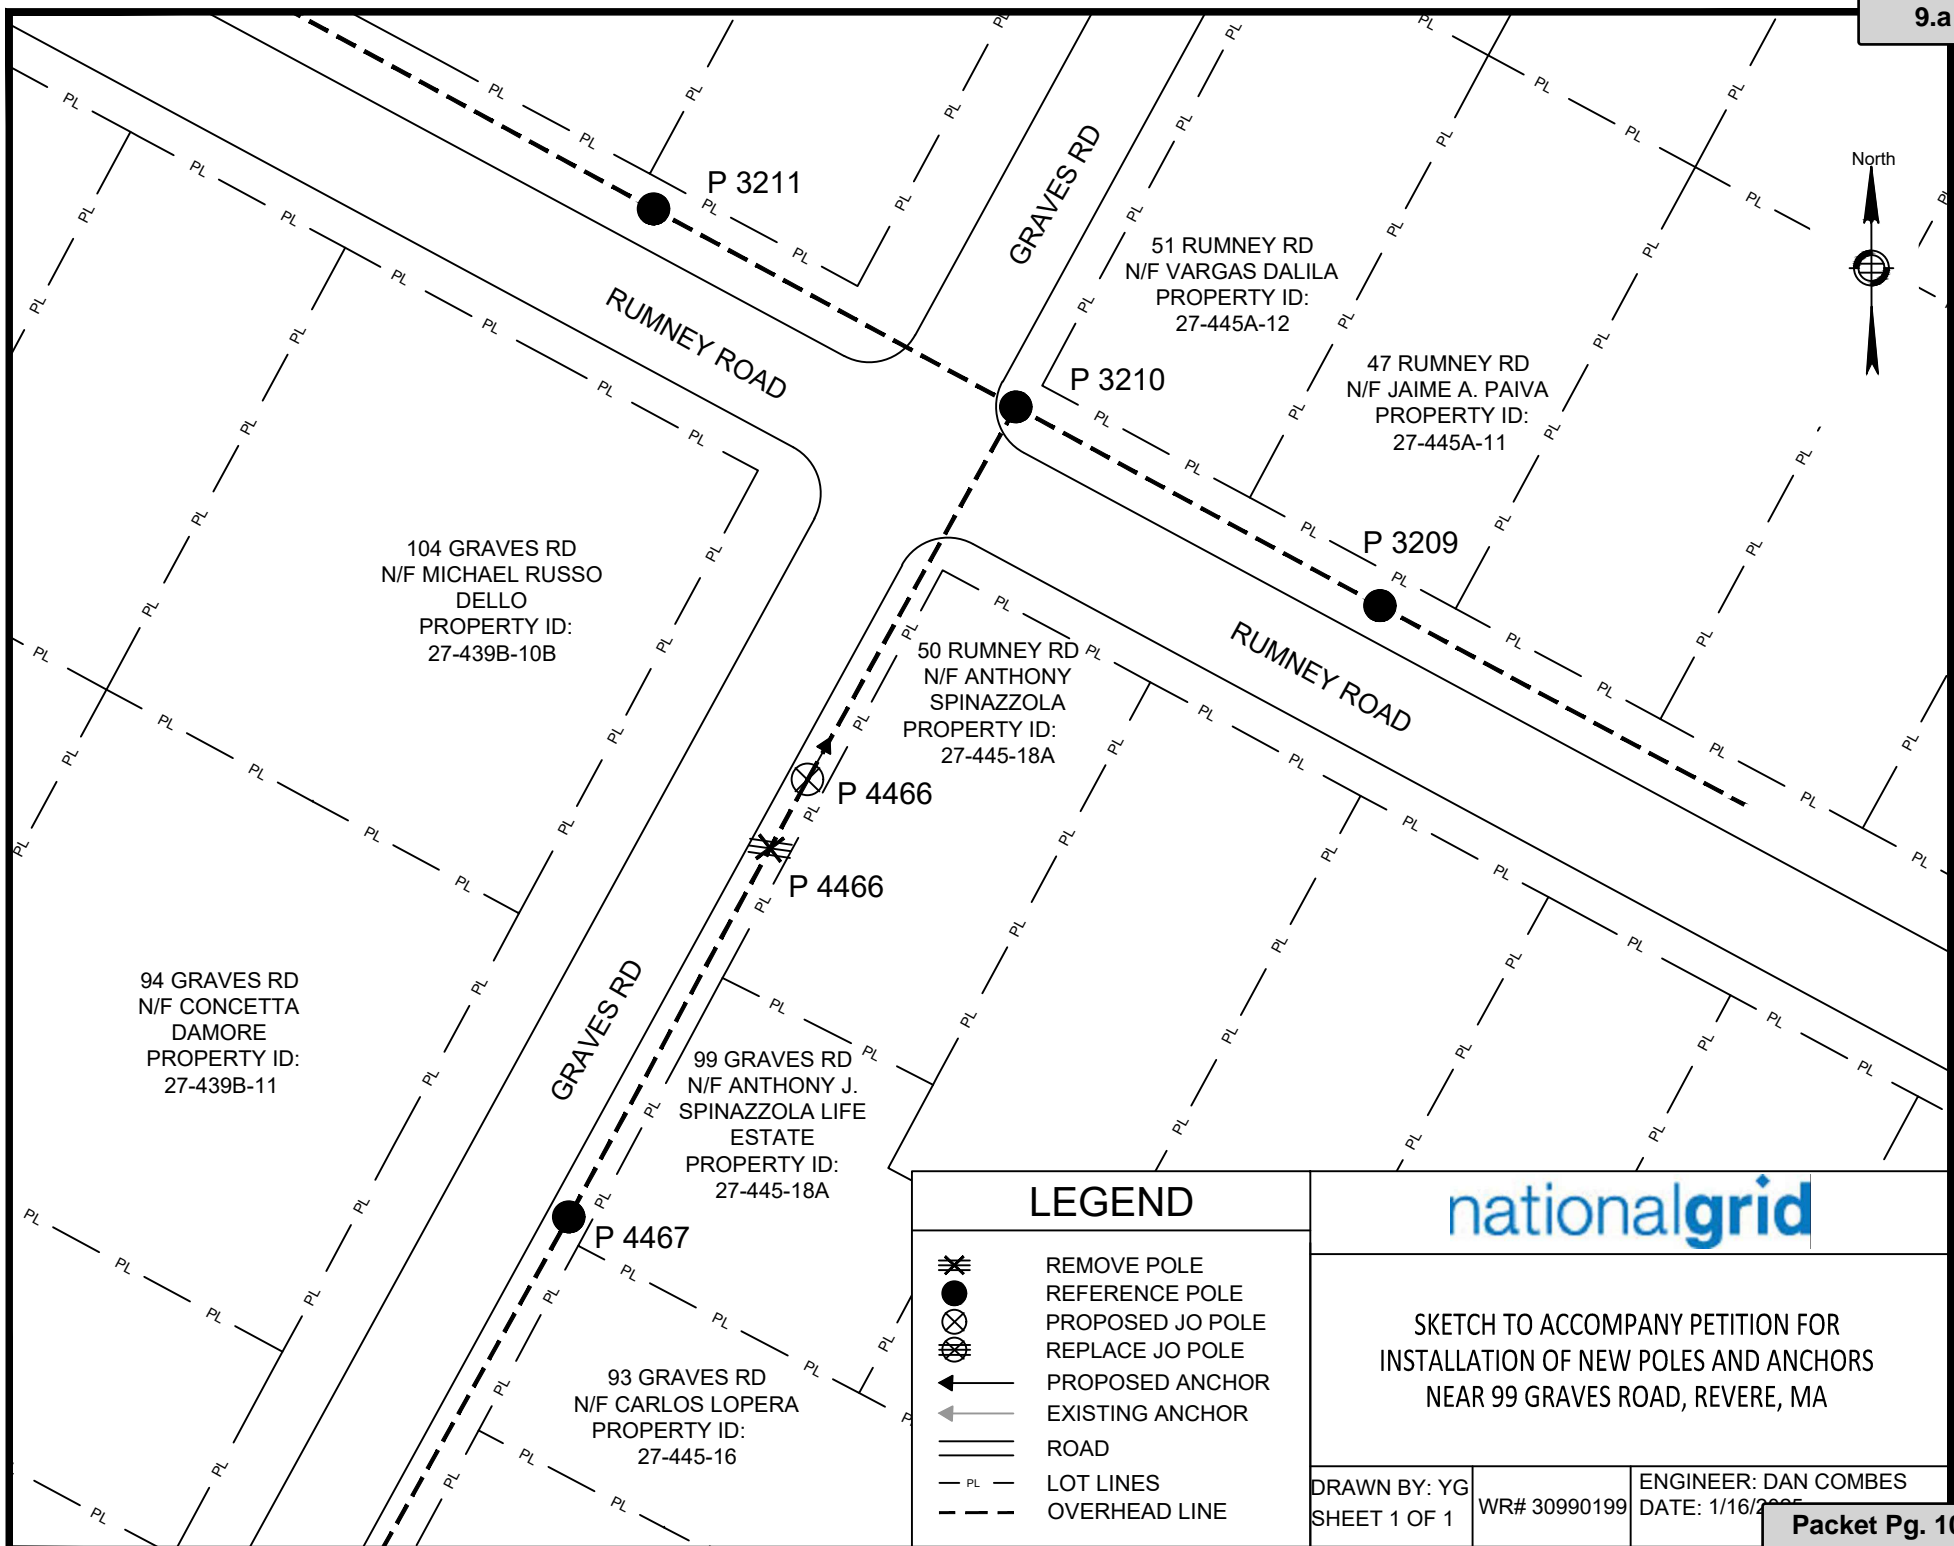 9.a
North
P 3211
GRAVES RD
51 RUMNEY RD
N/F VARGAS DALILA
PROPERTY ID:
27-445A-12
RUMNEY ROAD
P 3210
47 RUMNEY RD
N/F JAIME A. PAIVA
PROPERTY ID:
27-445A-11
P 3209
104 GRAVES RD
N/F MICHAEL RUSSO
DELLO
PROPERTY ID:
27-439B-10B
50 RUMNEY RD
N/F ANTHONY
SPINAZZOLA
PROPERTY ID:
27-445-18A
RUMNEY ROAD
P 4466
P 4466
94 GRAVES RD
N/F CONCETTA
DAMORE
PROPERTY ID:
27-439B-11
GRAVES RD
99 GRAVES RD
N/F ANTHONY J.
SPINAZZOLA LIFE
ESTATE
PROPERTY ID:
27-445-18A
P 4467
93 GRAVES RD
N/F CARLOS LOPERA
PROPERTY ID:
27-445-16
LEGEND
REMOVE POLE
REFERENCE POLE
PROPOSED JO POLE
REPLACE JO POLE
PROPOSED ANCHOR
EXISTING ANCHOR
ROAD
PL LOT LINES
OVERHEAD LINE
nationalgrid
SKETCH TO ACCOMPANY PETITION FOR
INSTALLATION OF NEW POLES AND ANCHORS
NEAR 99 GRAVES ROAD, REVERE, MA
DRAWN BY: YG
SHEET 1 OF 1
WR# 30990199
ENGINEER: DAN COMBES
DATE: 1/16/2025
Packet Pg. 10